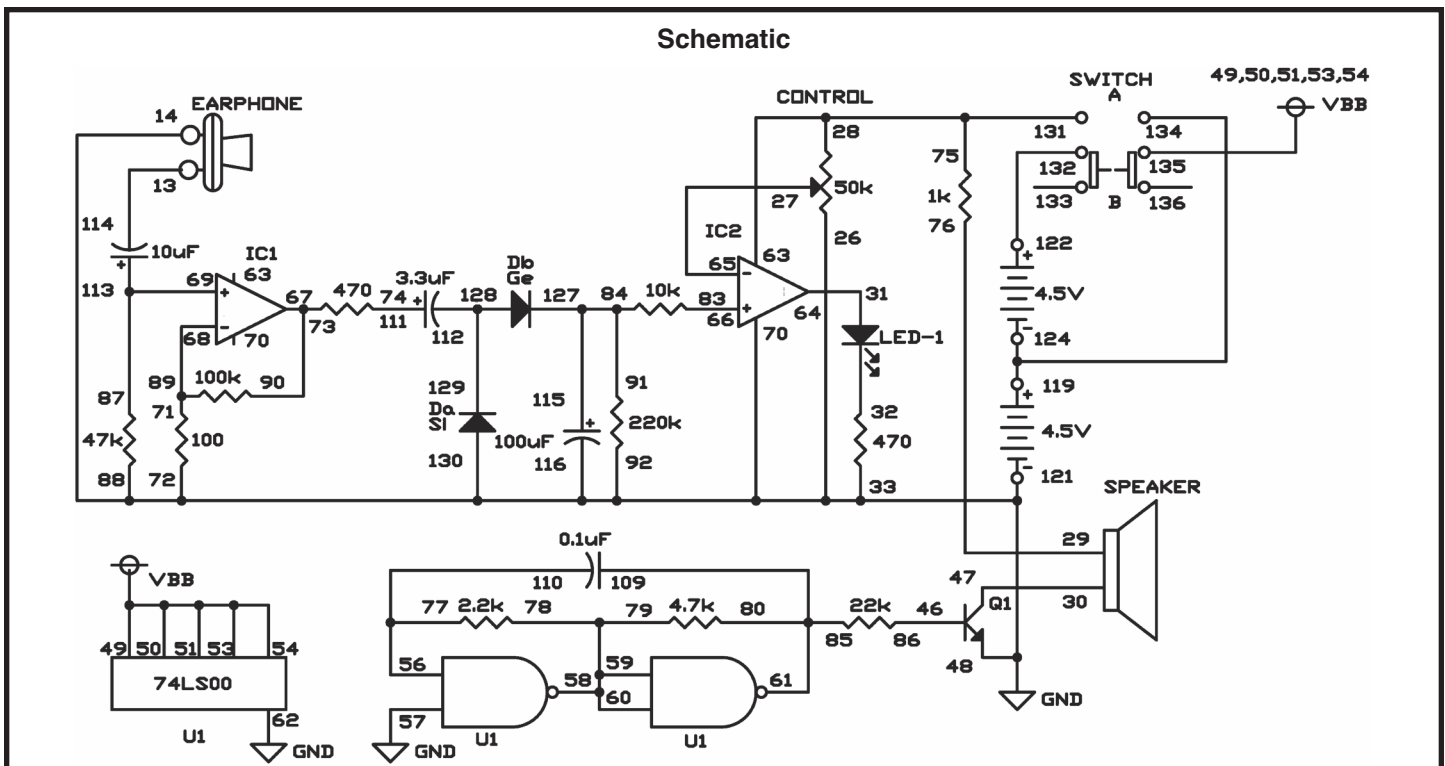 Schematic
49,50,51,53,54
SWITCH
A
VBB
EARPHONE
14
13
CONTROL
131
134
132
135
133
B
136
28
27
50k
26
75
1k
76
114
10uF
113
IC1
63
69
+
67
68
-
70
73
470
74
111
3.3uF
+
112
128
Db
Ge
127
84
10k
83
66
IC2
65
-
+
63
64
70
31
LED-1
122
+
4.5V
-
124
119
+
4.5V
-
121
89
100k
90
87
47k
88
71
100
72
129
Da
SI
130
115
+
100uF
116
91
220k
92
32
470
33
SPEAKER
29
30
VBB
49
50
51
53
54
74LS00
62
U1
GND
0.1uF
110
109
77
2.2k
78
79
4.7k
80
56
57
58
59
60
61
U1
U1
GND
85
22k
86
46
47
Q1
48
GND